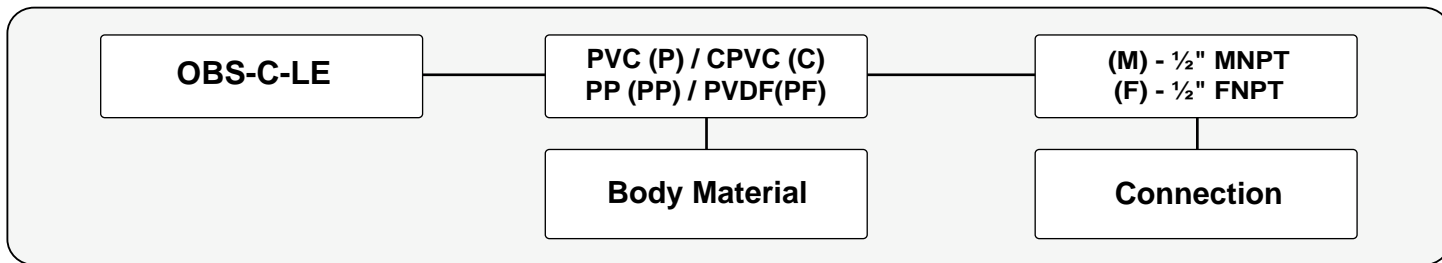 OBS-C-LE
PVC (P) / CPVC (C)
PP (PP) / PVDF(PF)
(M) - ½" MNPT
(F) - ½" FNPT
Body Material
Connection